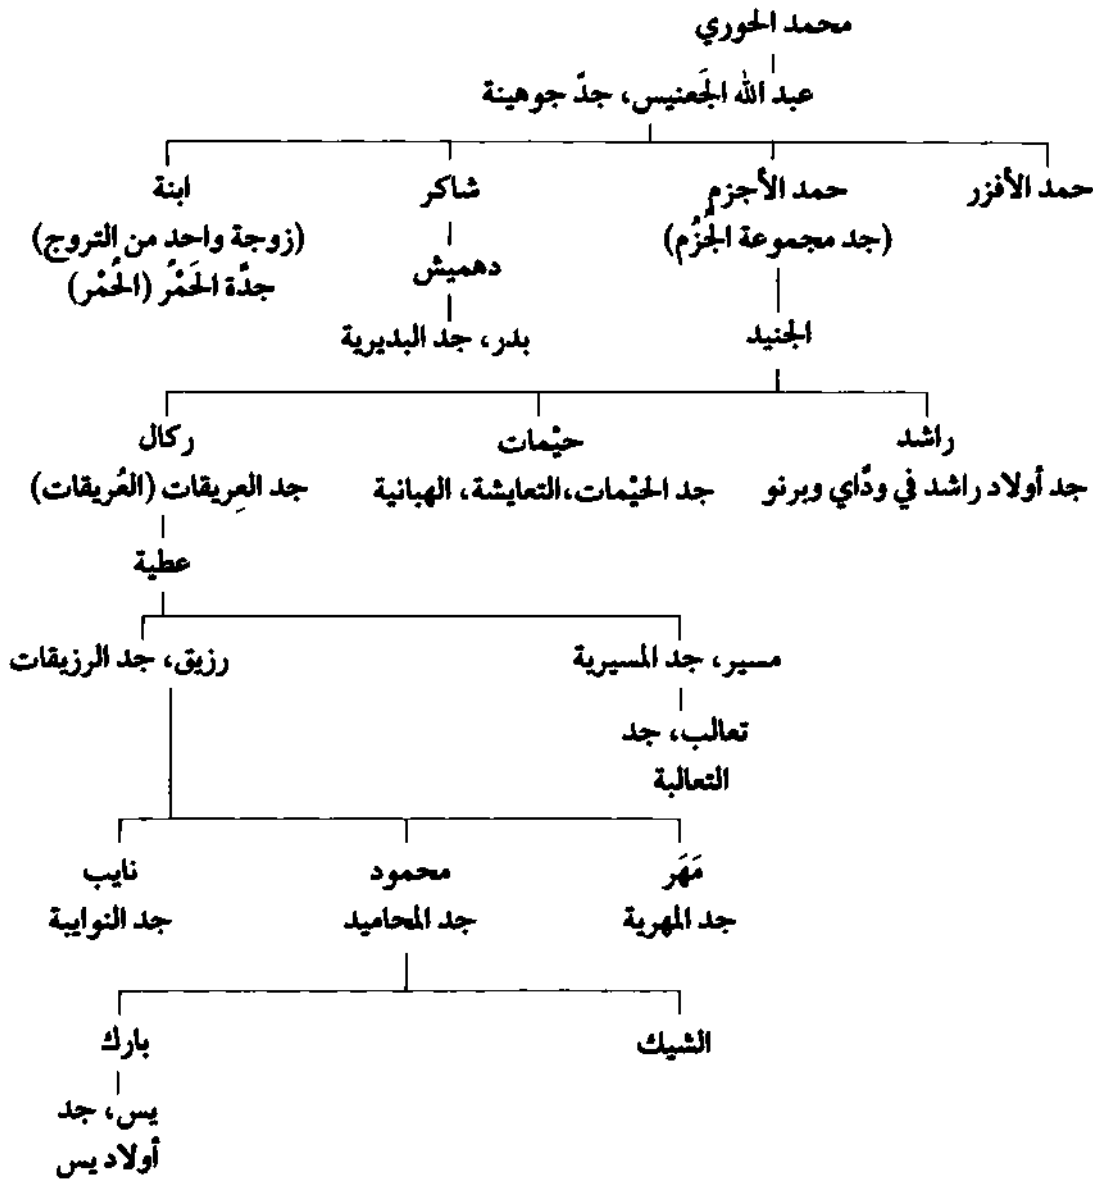 محمد الحوري
عبد الله الجَعنيس، جدّ جوهينة
حمد الأفزر
حمد الأجزم
(جد مجموعة الجُزُم)
شاكر
ابنة
(زوجة واحد من التروج)
جدَّة الحَمْرُ (الحُمْر)
دهميش
الجنيد
بدر، جد البديرية
راشد
جد أولاد راشد في ودَّاي وبرنو
حيْمات
جد الحيْمات، التعايشة، الهبانية
ركال
جد العِريقات (العُريقات)
عطية
مسير، جد المسيرية
رزيق، جد الرزيقات
تعالب، جد
التعالبة
مَهَر
جد المهرية
محمود
جد المحاميد
نايب
جد النوايبة
الشيك
بارك
يس، جد
أولاد يس